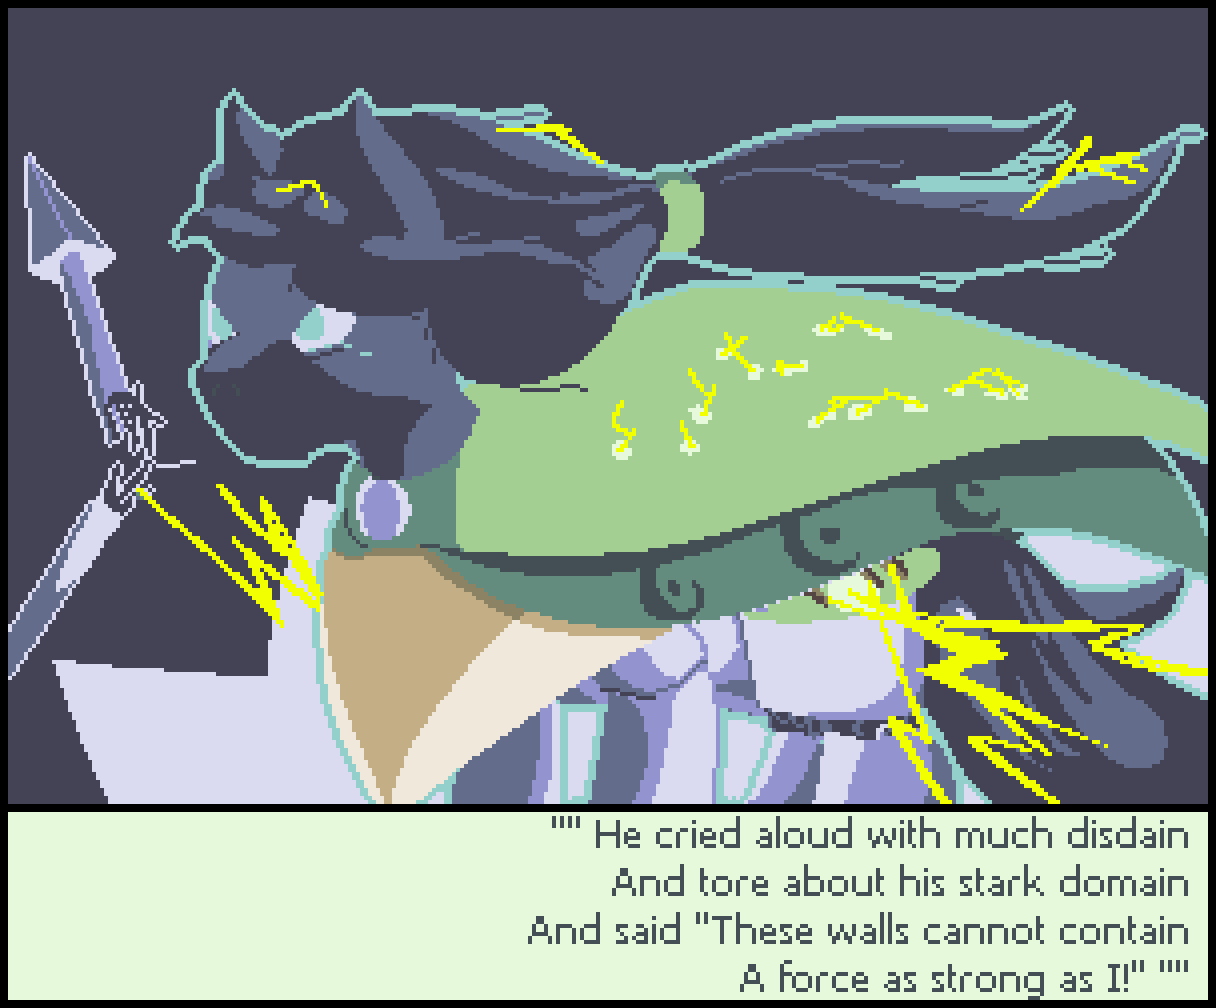 "" He cried aloud with much disdain
And tore about his stark domain
And said "These walls cannot contain
A force as strong as I!" ""